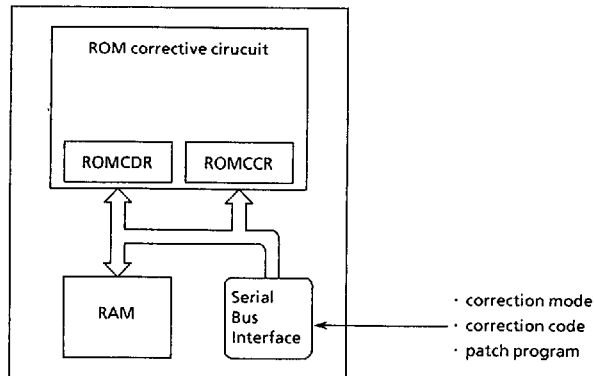 ROM corrective cirucuit
ROMCDR
ROMCCR
RAM
Serial
Bus
Interface
· correction mode
· correction code
· patch program